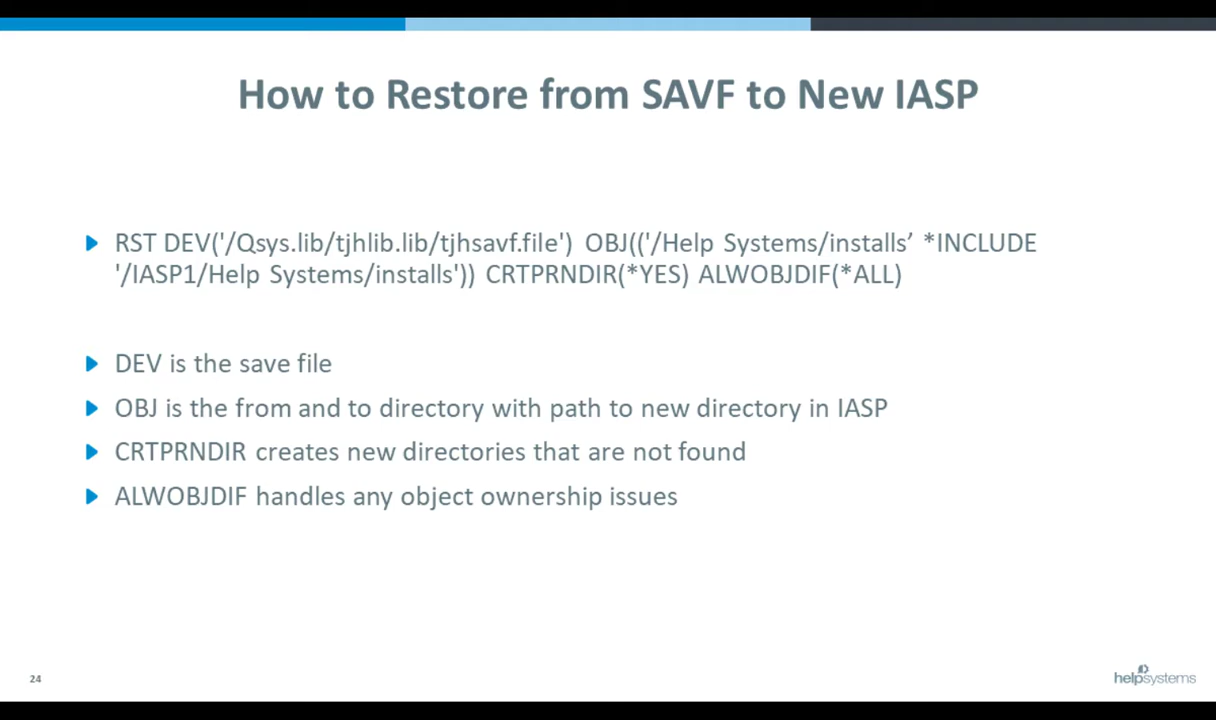 How to Restore from SAVF to New IASP
RST DEV('/Qsys.lib/tjhlib.lib/tjhsavf.file') OBJ(('/Help Systems/installs’ *INCLUDE
'/IASP1/Help Systems/installs')) CRTPRNDIR(*YES) ALWOBJDIF(*ALL)
DEV is the save file
OBJ is the from and to directory with path to new directory in IASP
CRTPRNDIR creates new directories that are not found
ALWOBJDIF handles any object ownership issues
24
helpsystems